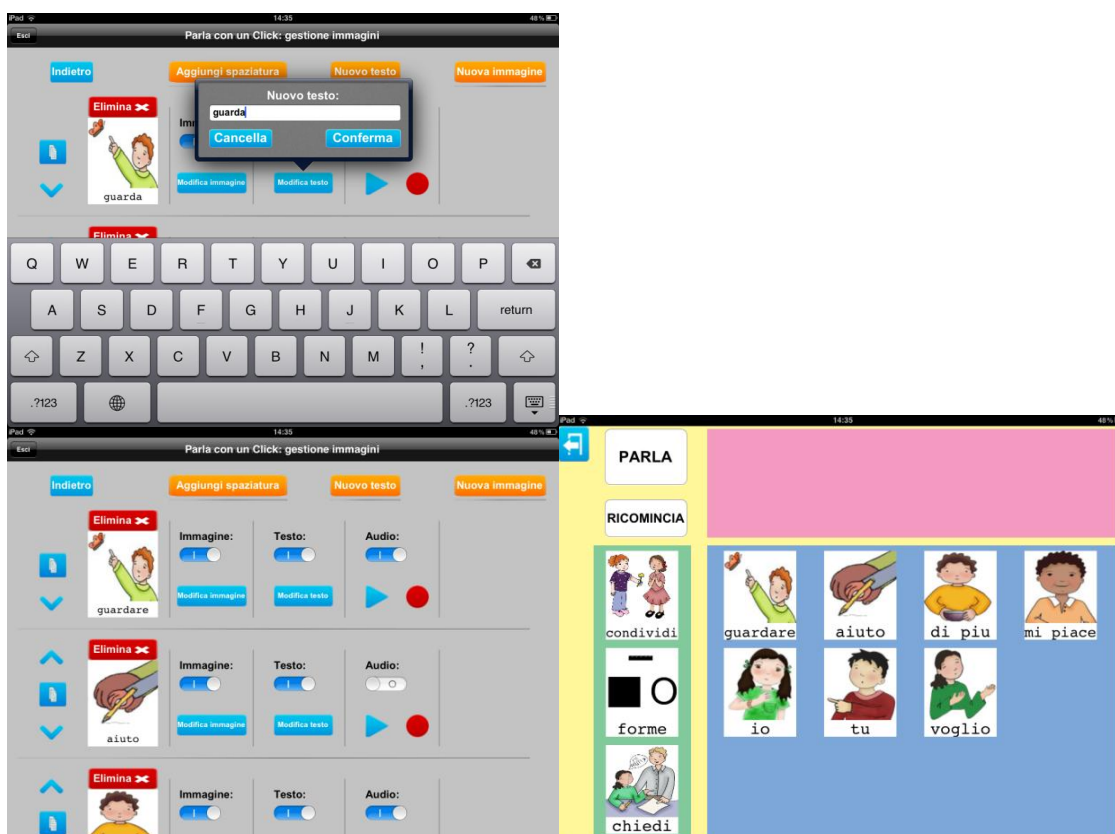 iPad 14:35 48%
Esci Parla con un Click: gestione immagini
Indietro Aggiungi spaziatura Nuovo testo Nuova immagine
Elimina
Nuovo testo:
guarda
Cancella Conferma
Modifica immagine Modifica testo
guarda
Elimina
Q W E R T Y U I O P
A S D F G H J K L return
Z X C V B N M ! , ? .
.?123 .?123
iPad 14:35 48%
Esci Parla con un Click: gestione immagini
Indietro Aggiungi spaziatura Nuovo testo Nuova immagine
Elimina
Immagine: Testo: Audio:
Modifica immagine Modifica testo
guardare
Elimina
Immagine: Testo: Audio:
Modifica immagine Modifica testo
aiuto
Elimina
Immagine: Testo: Audio:
iPad 14:35 48%
PARLA
RICOMINCIA
condividi guardare aiuto di piu mi piace
forme io tu voglio
chiedi